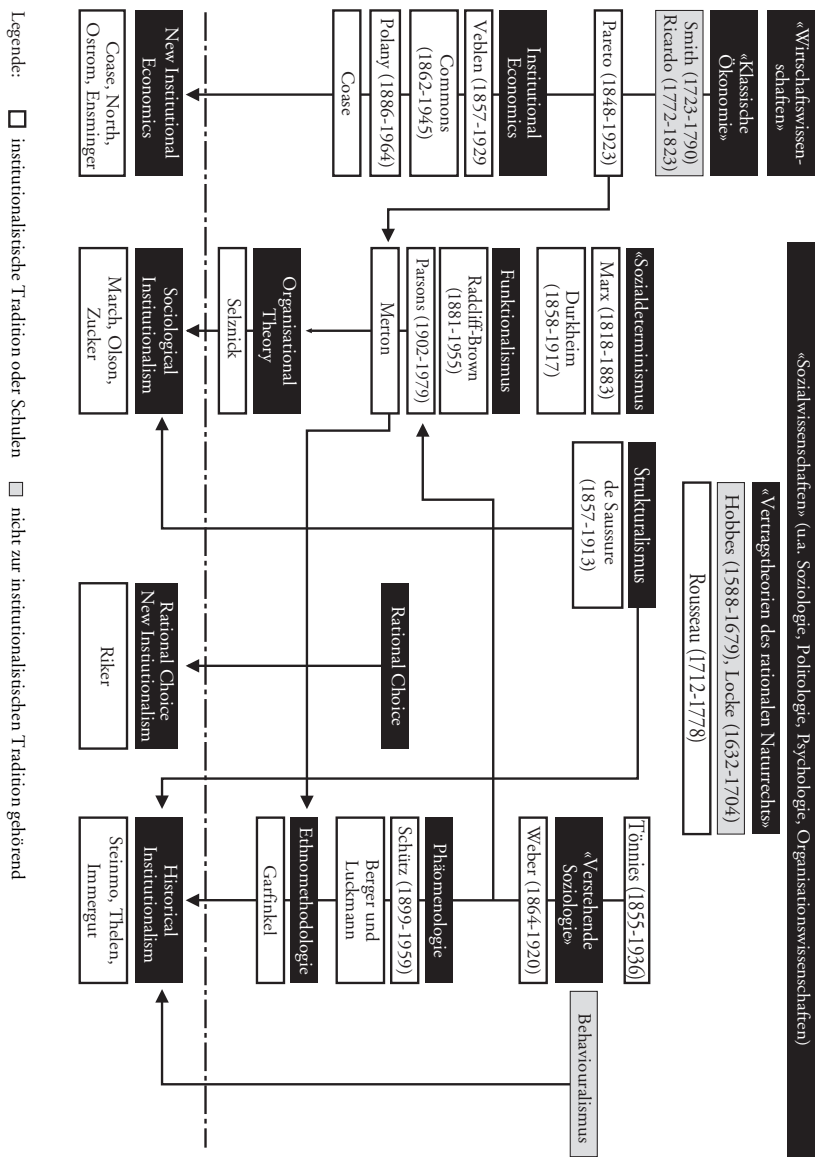 «Wirtschaftswissen-
schaften»
«Klassische
Ökonomie»
Smith (1723-1790)
Ricardo (1772-1823)
Pareto (1848-1923)
Institutional
Economics
Veblen (1857-1929
Commons
(1862-1945)
Polany (1886-1964)
Coase
New Institutional
Economics
Coase, North,
Ostrom, Ensminger
«Sozialwissenschaften» (u.a. Soziologie, Politologie, Psychologie, Organisationswissenschaften)
«Sozialdeterminismus
Marx (1818-1883)
Durkheim
(1858-1917)
Funktionalismus
Radcliff-Brown
(1881-1955)
Parsons (1902-1979)
Merton
Organisational
Theory
Selznick
Sociological
Institutionalism
March, Olson,
Zucker
«Vertragstheorien des rationalen Naturrechts»
Hobbes (1588-1679), Locke (1632-1704)
Rousseau (1712-1778)
Strukturalismus
de Saussure
(1857-1913)
Rational Choice
Rational Choice
New Instiutionalism
Riker
Tönnies (1855-1936)
«Verstehende
Soziologie»
Weber (1864-1920)
Phäomenologie
Schütz (1899-1959)
Berger und
Luckmann
Ethnomethodologie
Garfinkel
Historical
Institutionalism
Steinmo, Thelen,
Immergut
Behaviouralismus
Legende: institutionalistische Tradition oder Schulen nicht zur institutionalistischen Tradition gehörend